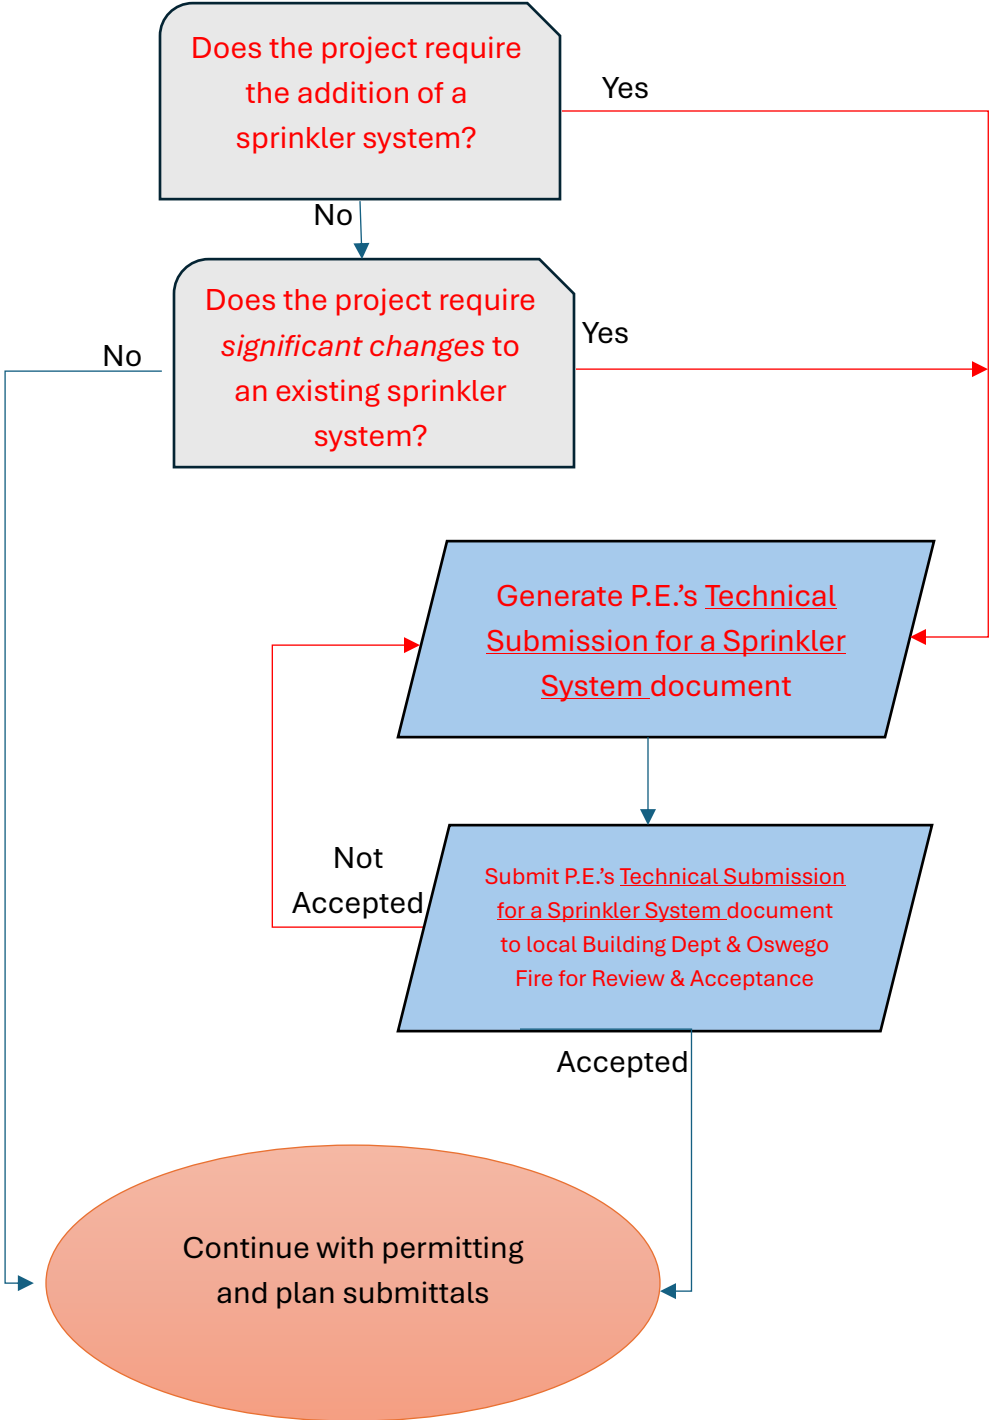 Does the project require
the addition of a
sprinkler system?
Yes
No
Does the project require
significant changes to
an existing sprinkler
system?
Yes
No
Generate P.E.’s Technical
Submission for a Sprinkler
System document
Not
Accepted
Submit P.E.’s Technical Submission
for a Sprinkler System document
to local Building Dept & Oswego
Fire for Review & Acceptance
Accepted
Continue with permitting
and plan submittals